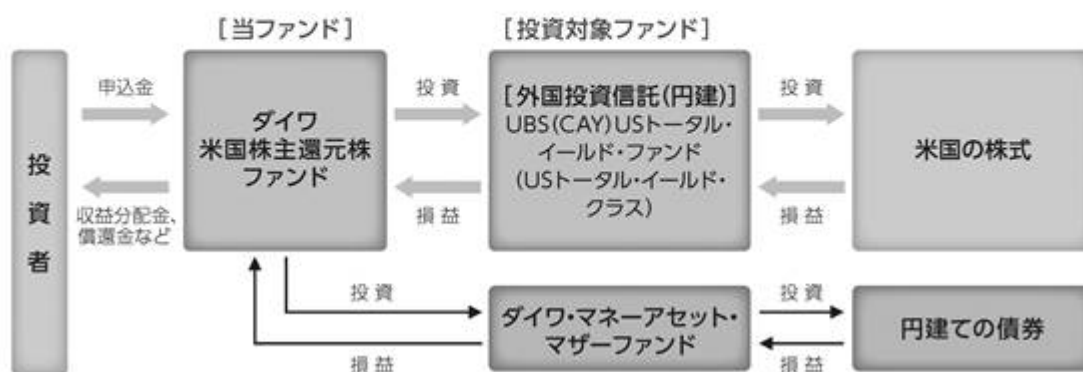 [当ファンド]
[投資対象ファンド]
投資者
申込金
収益分配金、
償還金など
ダイワ
米国株主還元株
ファンド
投資
損益
[外国投資信託(円建)]
UBS(CAY)USトータル・
イールド・ファンド
(USトータル・イールド・
クラス)
投資
損益
米国の株式
投資
損益
ダイワ・マネーアセット・
マザーファンド
投資
損益
円建ての債券